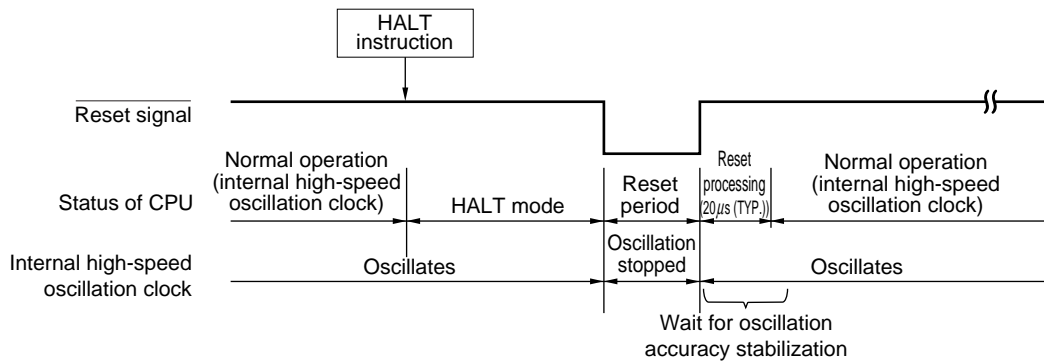 HALT
instruction
Reset signal
Normal operation
(internal high-speed
oscillation clock)
Status of CPU
HALT mode
Reset
period
Reset
processing
(20μs (TYP.))
Normal operation
(internal high-speed
oscillation clock)
Internal high-speed
oscillation clock
Oscillates
Oscillation
stopped
Oscillates
Wait for oscillation
accuracy stabilization